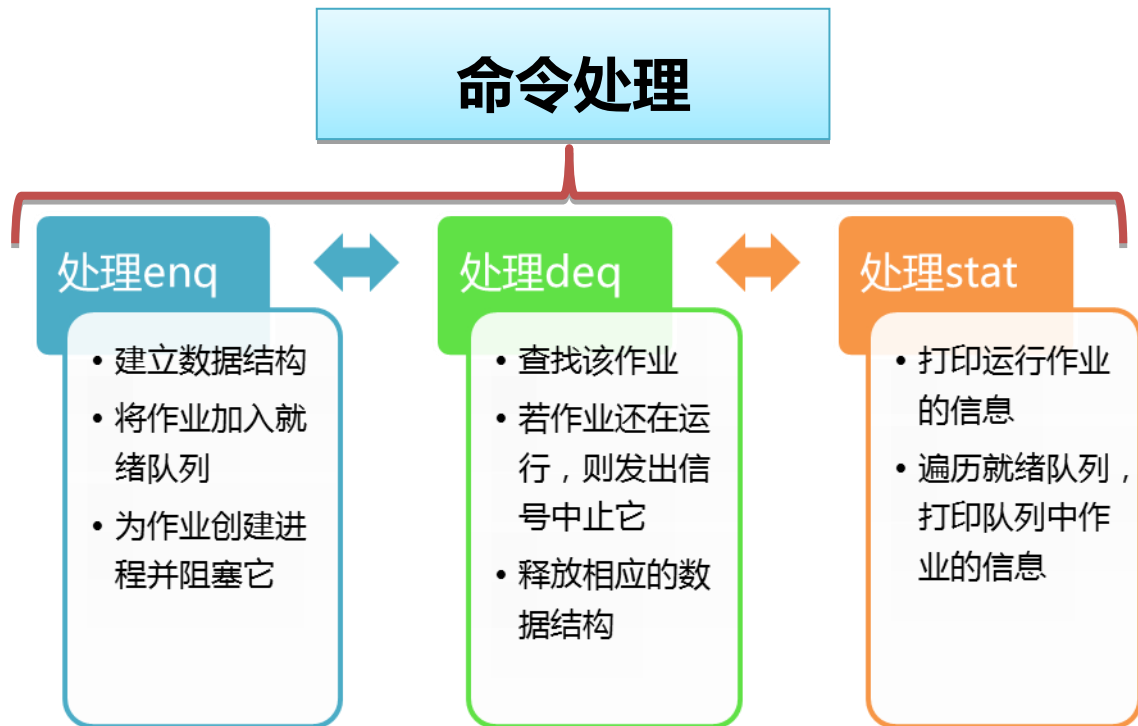 命令处理
处理enq
• 建立数据结构
• 将作业加入就
绪队列
• 为作业创建进
程并阻塞它
处理deq
• 查找该作业
• 若作业还在运
行，则发出信
号中止它
• 释放相应的数
据结构
处理stat
• 打印运行作业
的信息
• 遍历就绪队列，
打印队列中作
业的信息